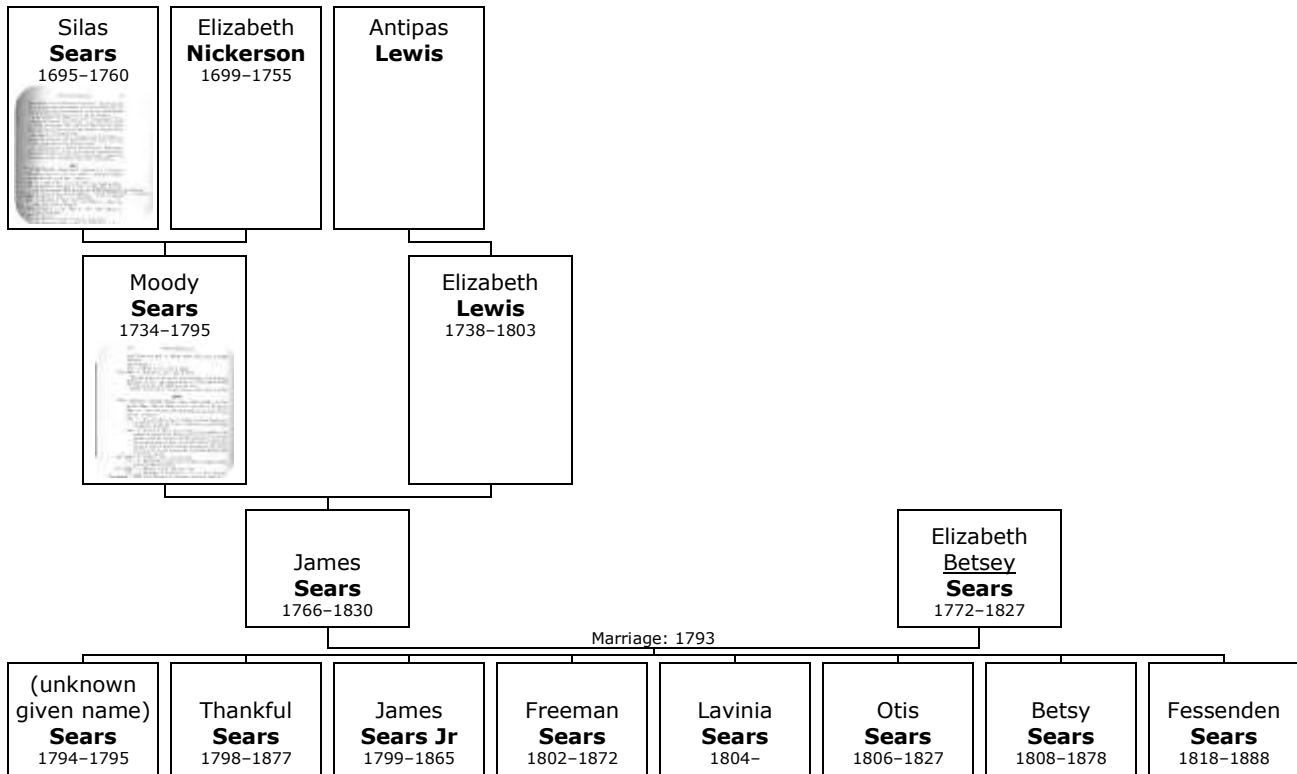 Silas
Sears
1695–1760
Elizabeth
Nickerson
1699–1755
Antipas
Lewis
Moody
Sears
1734–1795
Elizabeth
Lewis
1738–1803
James
Sears
1766–1830
Elizabeth
Betsey
Sears
1772–1827
Marriage: 1793
(unknown
given name)
Sears
1794–1795
Thankful
Sears
1798–1877
James
Sears Jr
1799–1865
Freeman
Sears
1802–1872
Lavinia
Sears
1804–
Otis
Sears
1806–1827
Betsy
Sears
1808–1878
Fessenden
Sears
1818–1888